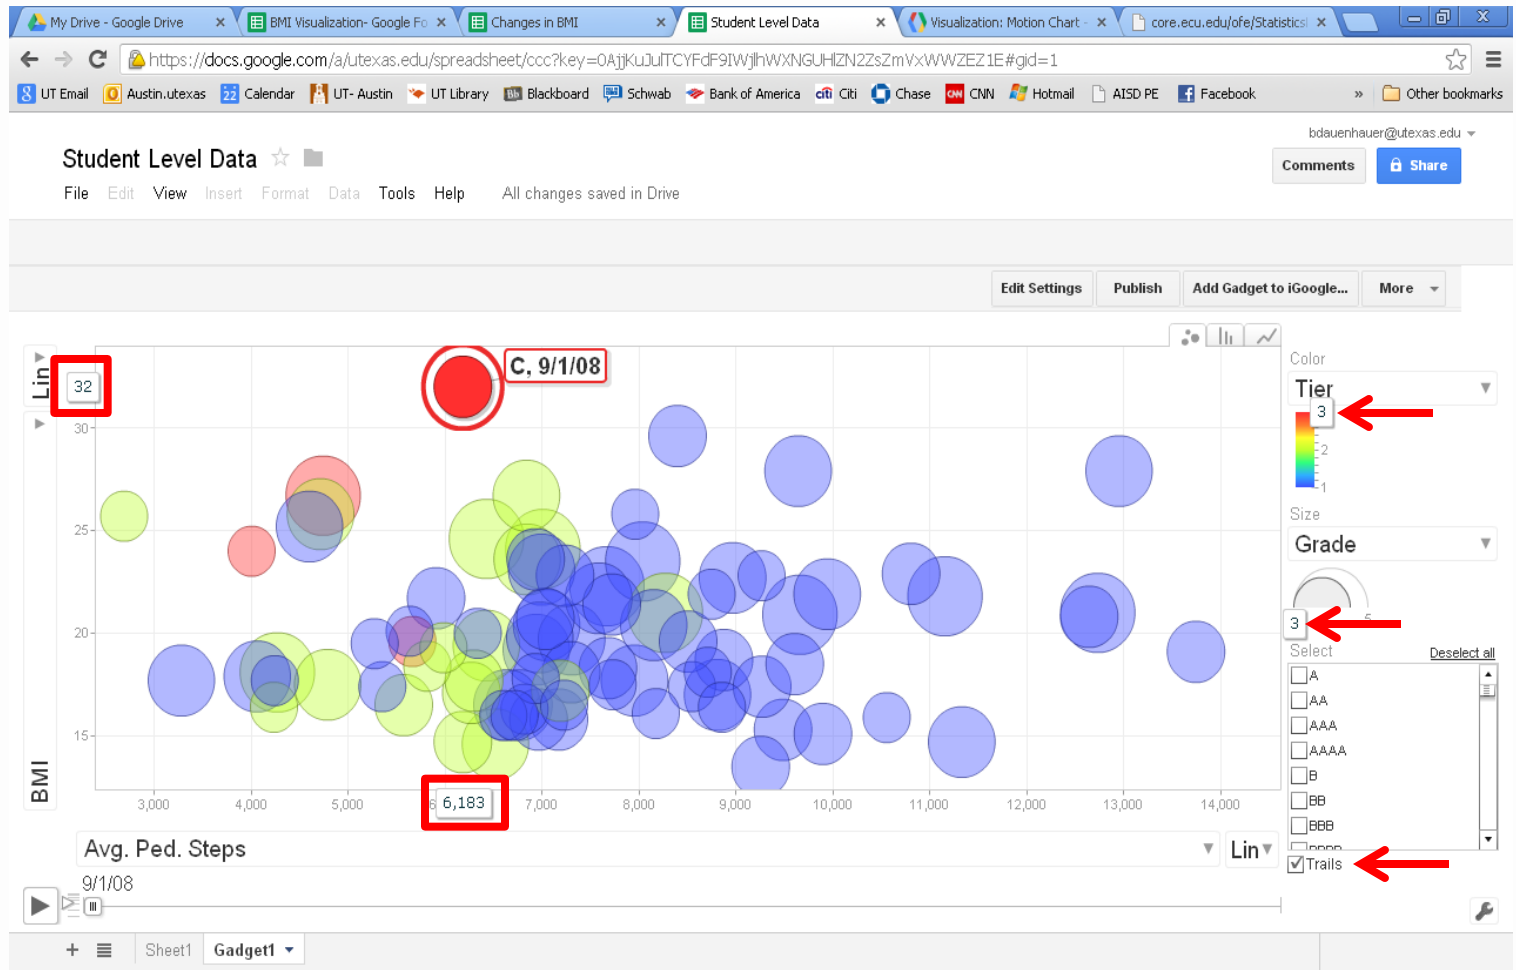 My Drive - Google Drive
BMI Visualization- Google Fo
Changes in BMI
Student Level Data
Visualization: Motion Chart -
core.ecu.edu/ofe/Statistics
https://docs.google.com/a/utexas.edu/spreadsheet/ccc?key=0AjjKuJulTCYFdF9IWjlhWXNGUHlZN2ZsZmVxWWZEZ1E#gid=1
UT Email
Austin.utexas
22 Calendar
UT- Austin
UT Library
Bb Blackboard
Schwab
Bank of America
citi Citi
Chase
CNN CNN
Hotmail
AISD PE
Facebook
»
Other bookmarks
bdauenhauer@utexas.edu
Student Level Data
Comments
Share
File Edit View Insert Format Data Tools Help All changes saved in Drive
Edit Settings
Publish
Add Gadget to iGoogle...
More
Lin
32
C, 9/1/08
30
25
20
15
BMI
3,000
4,000
5,000
6,183
7,000
8,000
9,000
10,000
11,000
12,000
13,000
14,000
Avg. Ped. Steps
Lin
9/1/08
Color
Tier
3
2
1
Size
Grade
5
3
Select
Deselect all
A
AA
AAA
AAAA
B
BB
BBB
Trails
Sheet1
Gadget1